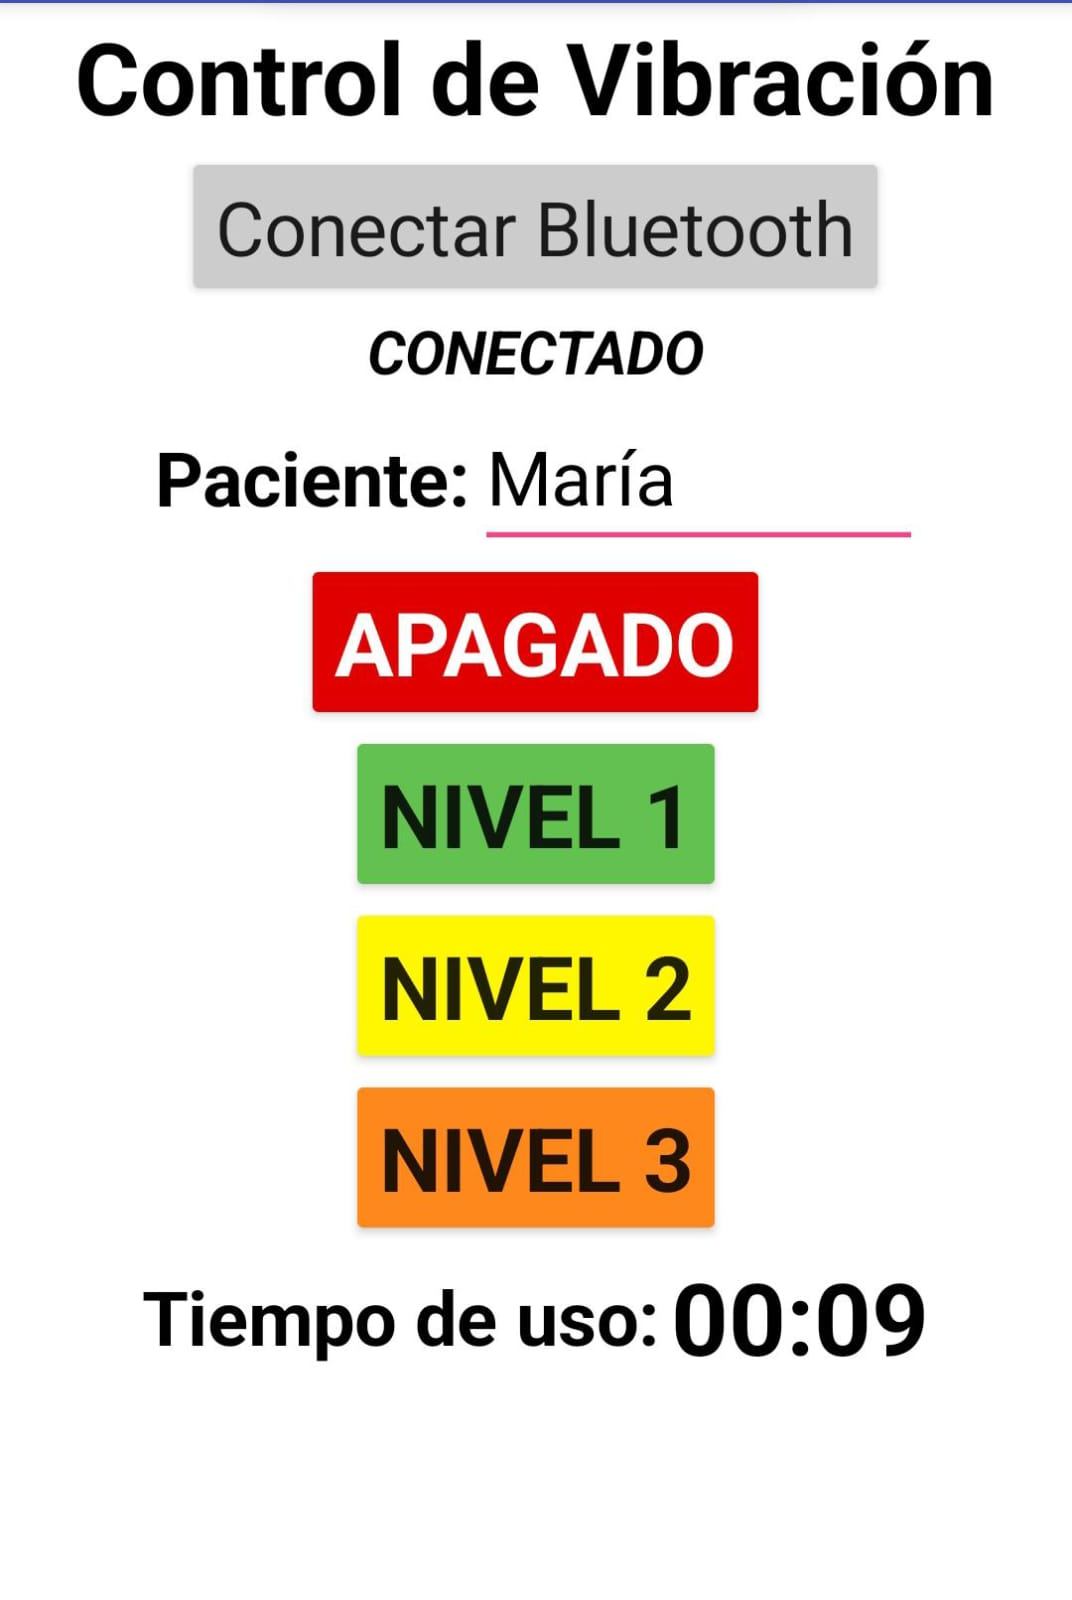 Control de Vibración
Conectar Bluetooth
CONECTADO
Paciente: María
APAGADO
NIVEL 1
NIVEL 2
NIVEL 3
Tiempo de uso: 00:09